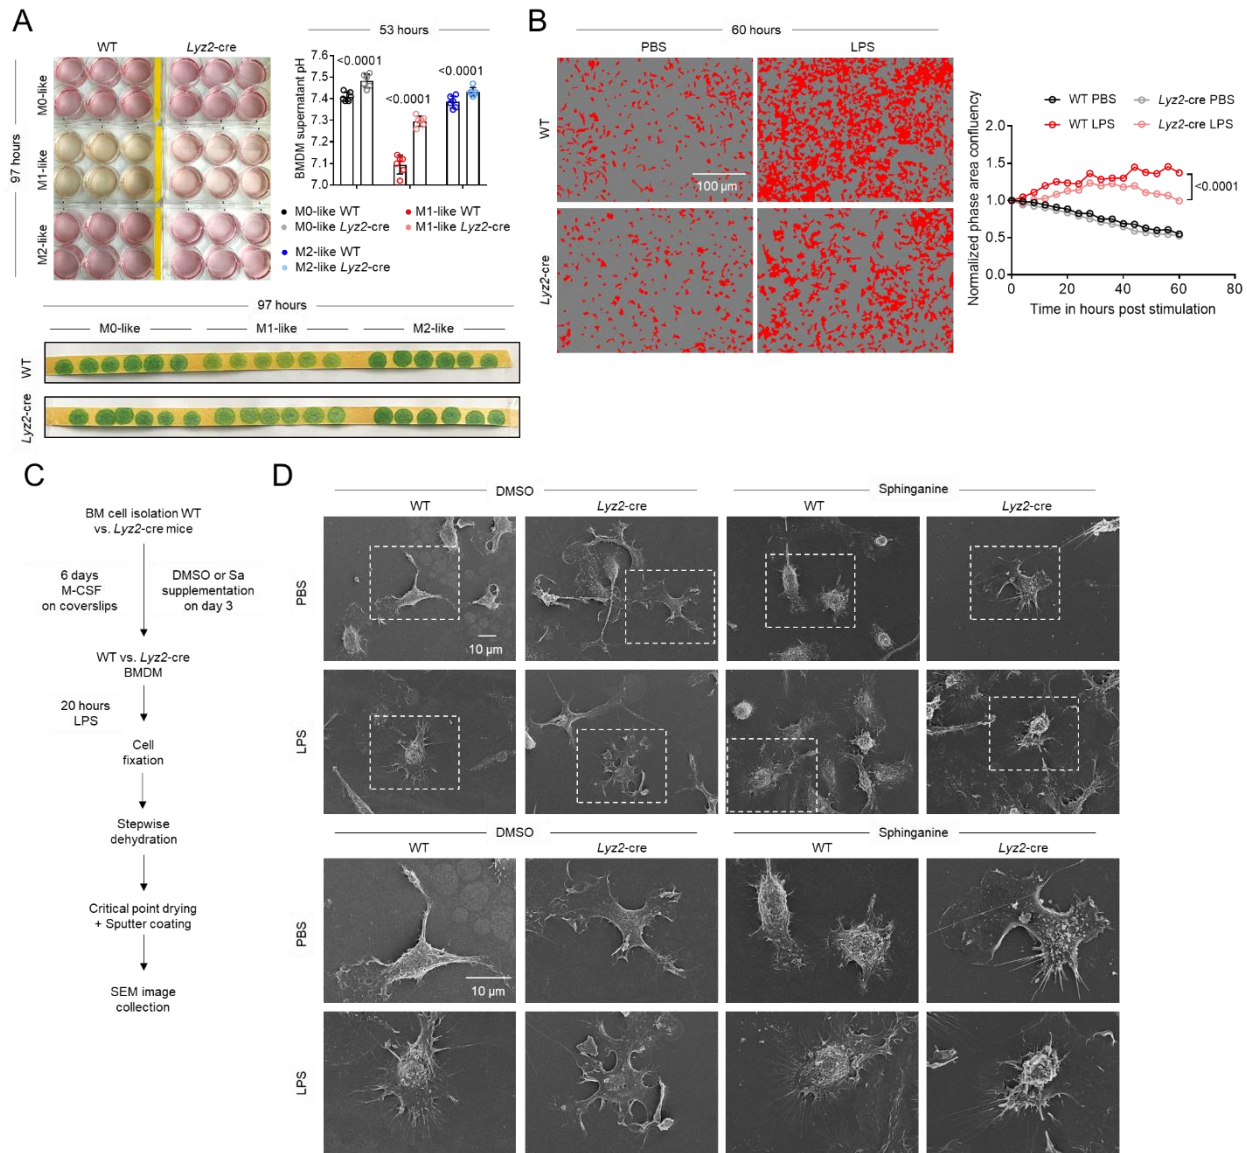 A
WT
Lyz2-cre
97 hours
M0-like
M1-like
M2-like
53 hours
BMDM supernatant pH
7.6
7.5
7.4
7.3
7.2
7.1
7.0
<0.0001
<0.0001
<0.0001
M0-like WT
M0-like Lyz2-cre
M1-like WT
M1-like Lyz2-cre
M2-like WT
M2-like Lyz2-cre
97 hours
M0-like
M1-like
M2-like
WT
Lyz2-cre
B
60 hours
PBS
LPS
WT
Lyz2-cre
100 µm
WT PBS
Lyz2-cre PBS
WT LPS
Lyz2-cre LPS
Normalized phase area confluency
2.0
1.5
1.0
0.5
0.0
<0.0001
0
20
40
60
80
Time in hours post stimulation
C
BM cell isolation WT
vs. Lyz2-cre mice
6 days
M-CSF
on coverslips
DMSO or Sa
supplementation
on day 3
WT vs. Lyz2-cre
BMDM
20 hours
LPS
Cell
fixation
Stepwise
dehydration
Critical point drying
+ Sputter coating
SEM image
collection
D
DMSO
Sphinganine
WT
Lyz2-cre
WT
Lyz2-cre
PBS
10 µm
LPS
DMSO
Sphinganine
WT
Lyz2-cre
WT
Lyz2-cre
PBS
10 µm
LPS